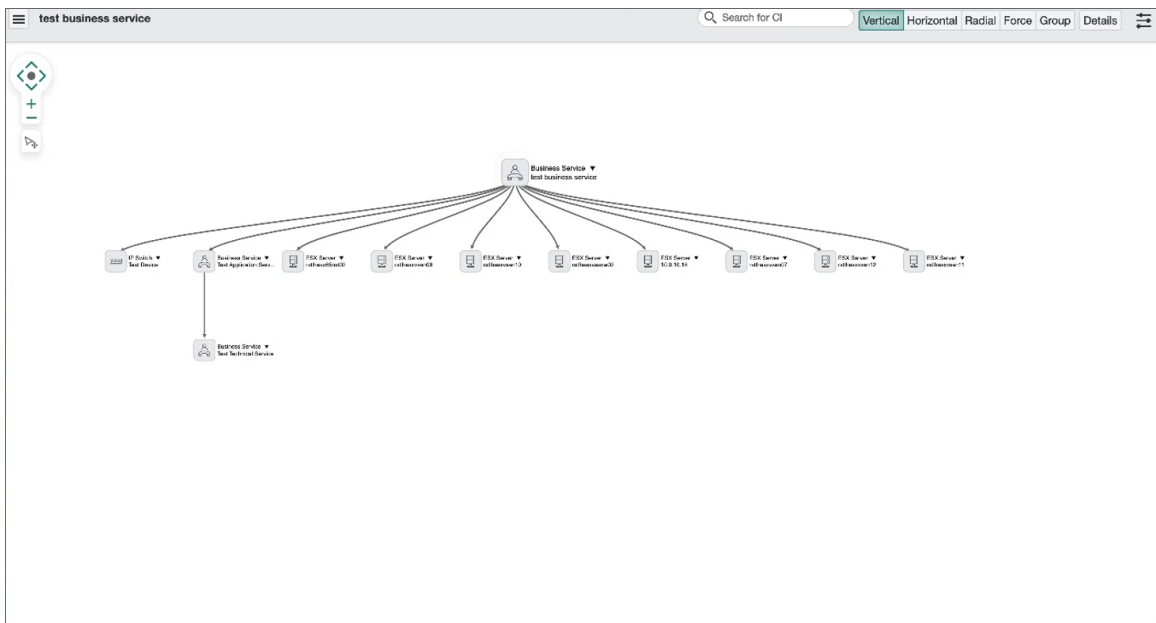 test business service
Search for CI
Vertical Horizontal Radial Force Group Details
Business Service ▼
test business service
IP Switch ▼
Test Device
Business Service ▼
Test Application Serv...
ESX Server ▼
ESX Server ▼
ESX Server ▼
ESX Server ▼
ESX Server ▼
10.0.16.16
ESX Server ▼
ESX Server ▼
ESX Server ▼
Business Service ▼
Test Technical Service